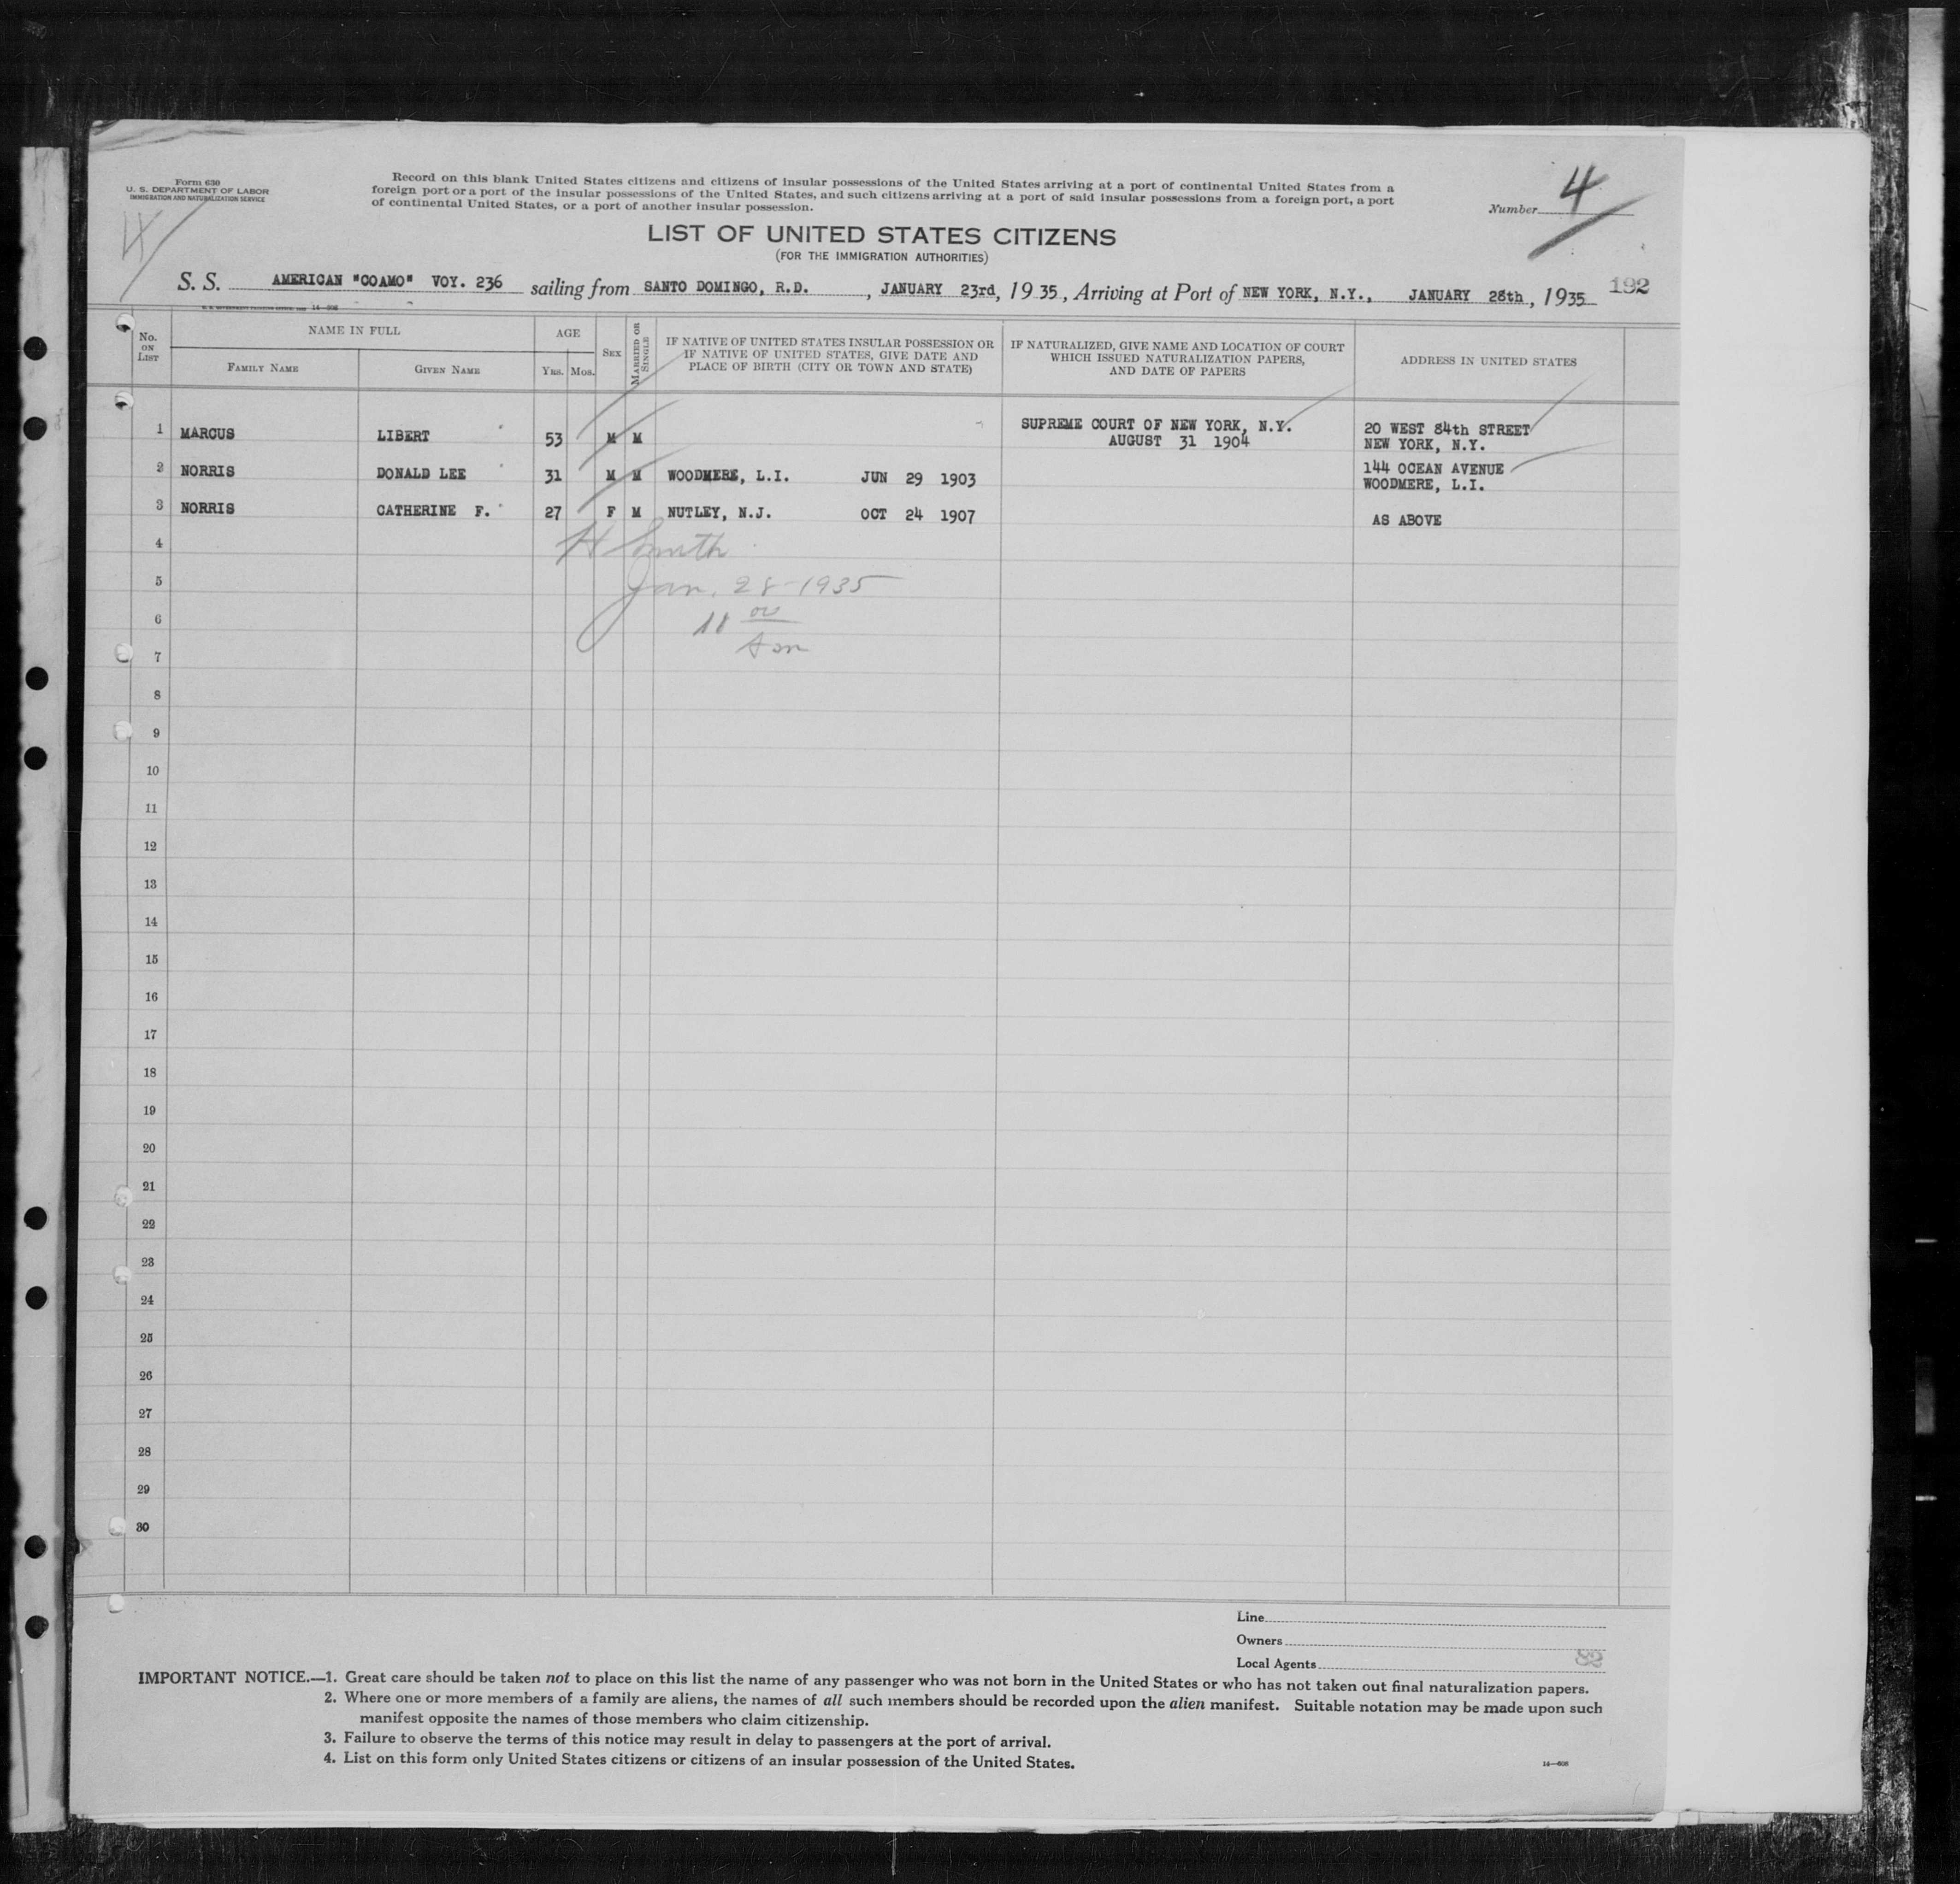 Form 630
U. S. DEPARTMENT OF LABOR
IMMIGRATION AND NATURALIZATION SERVICE
4
Record on this blank United States citizens and citizens of insular possessions of the United States arriving at a port of continental United States from a
foreign port or a port of the insular possessions of the United States, and such citizens arriving at a port of said insular possessions from a foreign port, a port
of continental United States, or a port of another insular possession.
Number 4
LIST OF UNITED STATES CITIZENS
(FOR THE IMMIGRATION AUTHORITIES)
S. S. AMERICAN "COAMO" VOY. 236 sailing from SANTO DOMINGO, R.D. , JANUARY 23rd, 1935, Arriving at Port of NEW YORK, N.Y., JANUARY 28th, 1935 192
No. ON LIST
NAME IN FULL
FAMILY NAME
GIVEN NAME
AGE
YRS. MOS.
SEX
MARRIED OR SINGLE
IF NATIVE OF UNITED STATES INSULAR POSSESSION OR
IF NATIVE OF UNITED STATES, GIVE DATE AND
PLACE OF BIRTH (CITY OR TOWN AND STATE)
IF NATURALIZED, GIVE NAME AND LOCATION OF COURT
WHICH ISSUED NATURALIZATION PAPERS,
AND DATE OF PAPERS
ADDRESS IN UNITED STATES
1 MARCUS LIBERT 53 M M SUPREME COURT OF NEW YORK, N.Y. 20 WEST 84th STREET
AUGUST 31 1904 NEW YORK, N.Y.
2 NORRIS DONALD LEE 31 M M WOODMERE, L.I. JUN 29 1903 144 OCEAN AVENUE
WOODMERE, L.I.
3 NORRIS CATHERINE F. 27 F M NUTLEY, N.J. OCT 24 1907 AS ABOVE
4 H Smith
5 Jan. 28-1935
6
7
8
9
10
11
12
13
14
15
16
17
18
19
20
21
22
23
24
25
26
27
28
29
30
Line
Owners
Local Agents 82
IMPORTANT NOTICE.—1. Great care should be taken not to place on this list the name of any passenger who was not born in the United States or who has not taken out final naturalization papers.
2. Where one or more members of a family are aliens, the names of all such members should be recorded upon the alien manifest. Suitable notation may be made upon such
manifest opposite the names of those members who claim citizenship.
3. Failure to observe the terms of this notice may result in delay to passengers at the port of arrival.
4. List on this form only United States citizens or citizens of an insular possession of the United States.
14—608